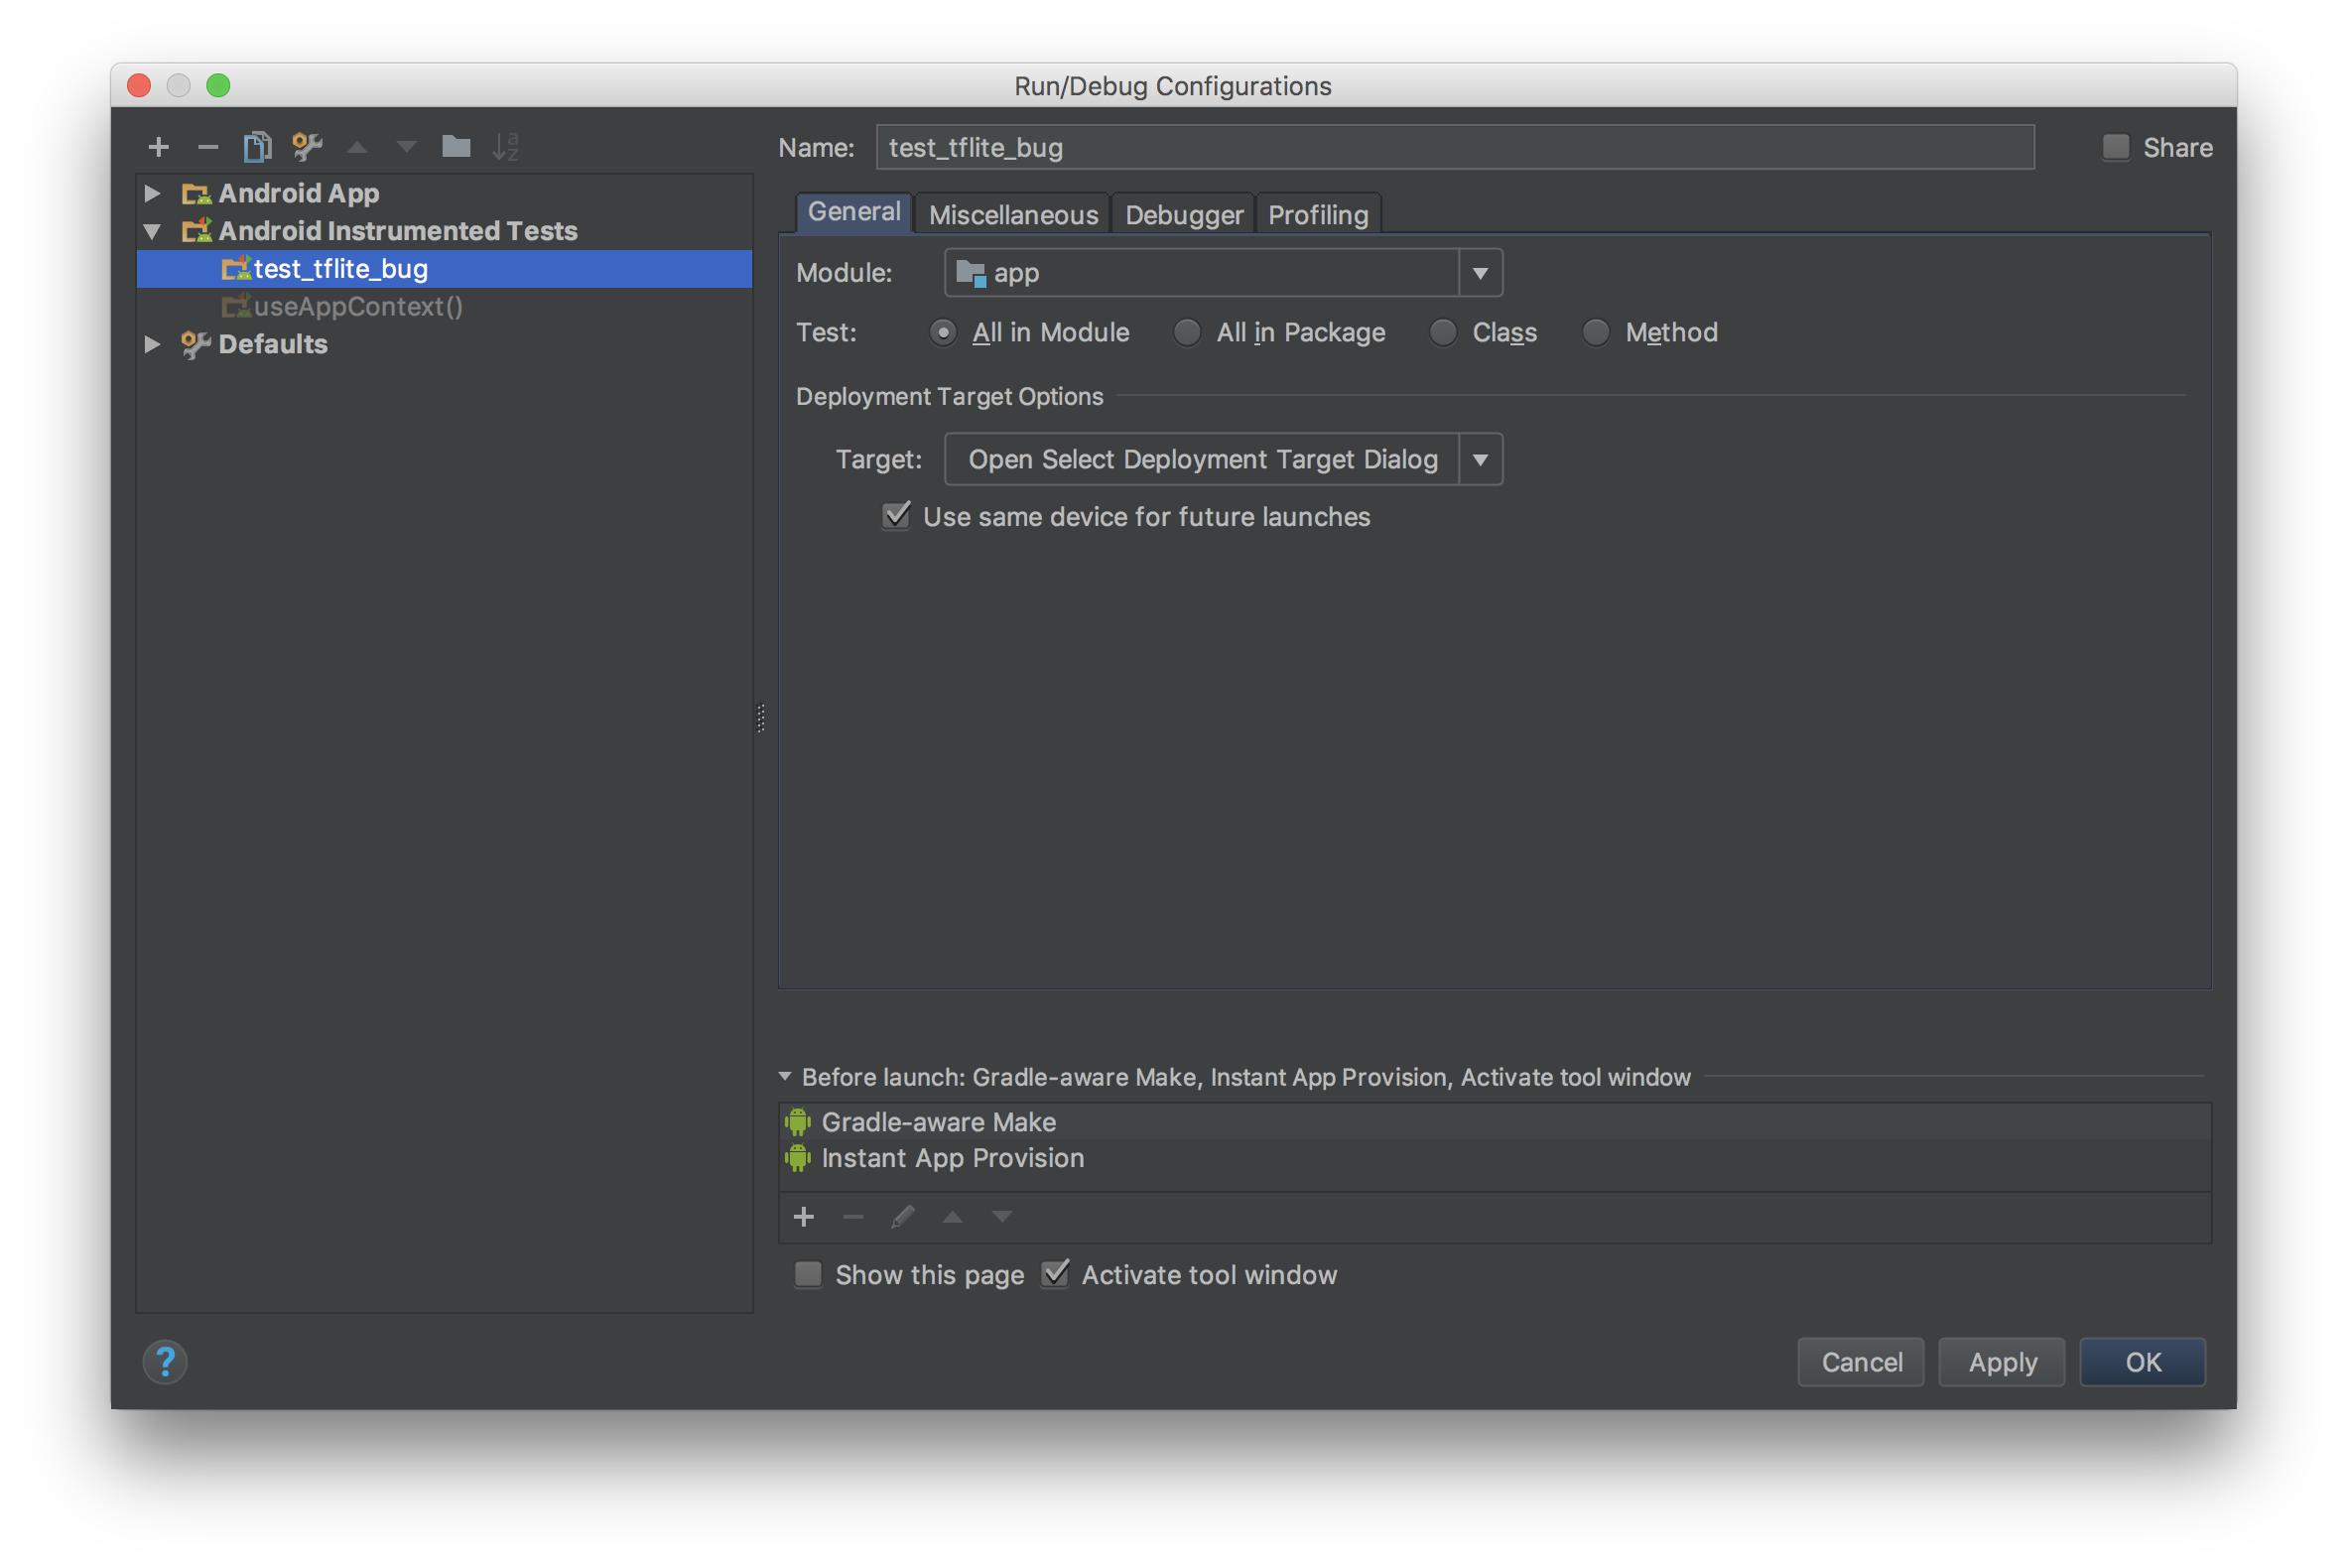 Run/Debug Configurations
Name: test_tflite_bug Share
Android App
Android Instrumented Tests
test_tflite_bug
useAppContext()
Defaults
General Miscellaneous Debugger Profiling
Module: app
Test: All in Module All in Package Class Method
Deployment Target Options
Target: Open Select Deployment Target Dialog
Use same device for future launches
Before launch: Gradle-aware Make, Instant App Provision, Activate tool window
Gradle-aware Make
Instant App Provision
Show this page Activate tool window
? Cancel Apply OK